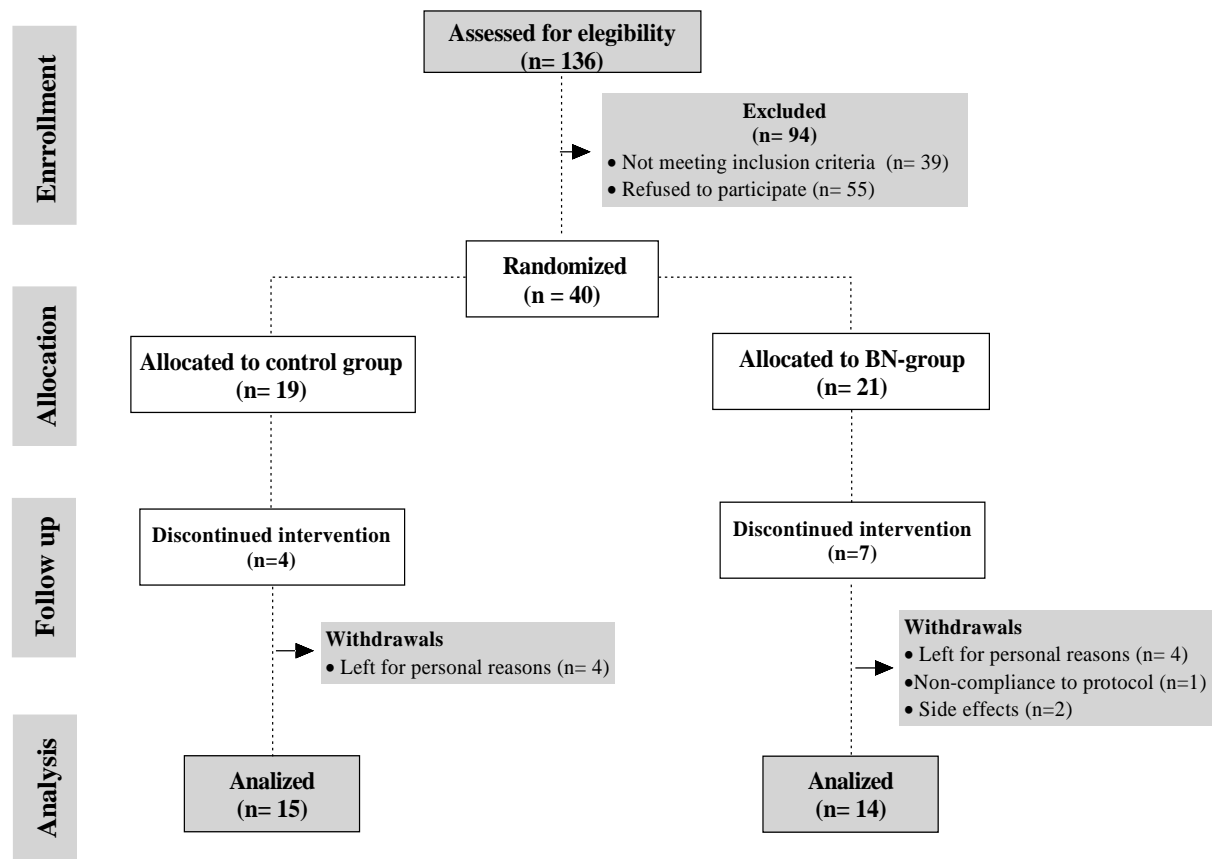 Enrrollment
Assessed for elegibility
(n= 136)
Excluded
(n= 94)
• Not meeting inclusion criteria (n= 39)
• Refused to participate (n= 55)
Randomized
(n = 40)
Allocation
Allocated to control group
(n= 19)
Allocated to BN-group
(n= 21)
Follow up
Discontinued intervention
(n=4)
Discontinued intervention
(n=7)
Withdrawals
• Left for personal reasons (n= 4)
Withdrawals
• Left for personal reasons (n= 4)
•Non-compliance to protocol (n=1)
• Side effects (n=2)
Analysis
Analized
(n= 15)
Analized
(n= 14)